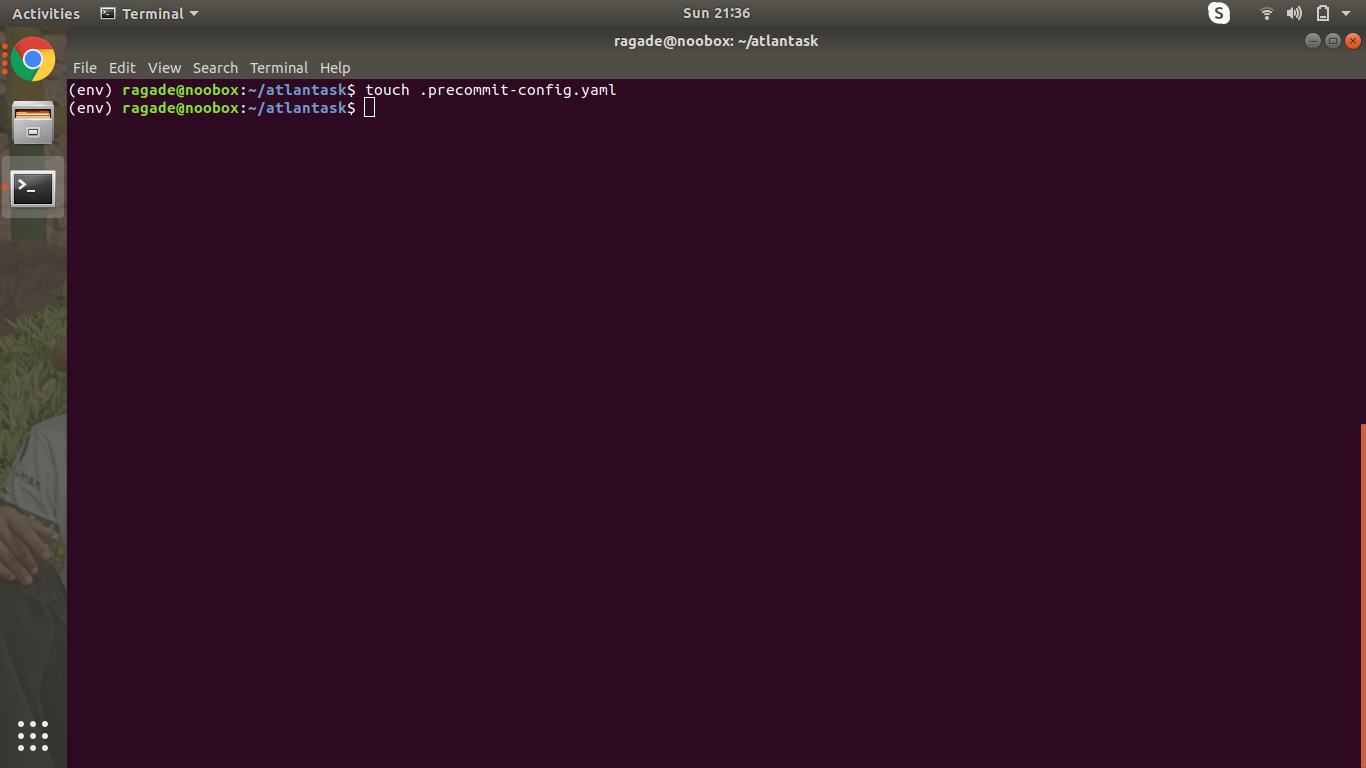 Activities Terminal Sun 21:36 S
ragade@noobox: ~/atlantask
File Edit View Search Terminal Help
(env) ragade@noobox:~/atlantask$ touch .precommit-config.yaml
(env) ragade@noobox:~/atlantask$